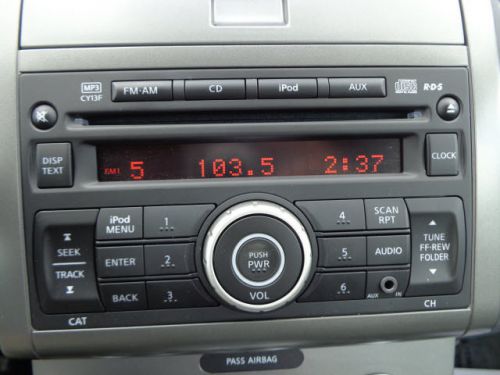 MP3 FM-AM CD iPod AUX R·D·S
CY13F
DISP TEXT
FM1 5 103.5 2:37
CLOCK
iPod MENU 1 4 SCAN RPT
SEEK TRACK
ENTER 2 PUSH PWR 5 AUDIO
TUNE FF-REW FOLDER
BACK 3 VOL 6 AUX IN
CAT CH
PASS AIRBAG